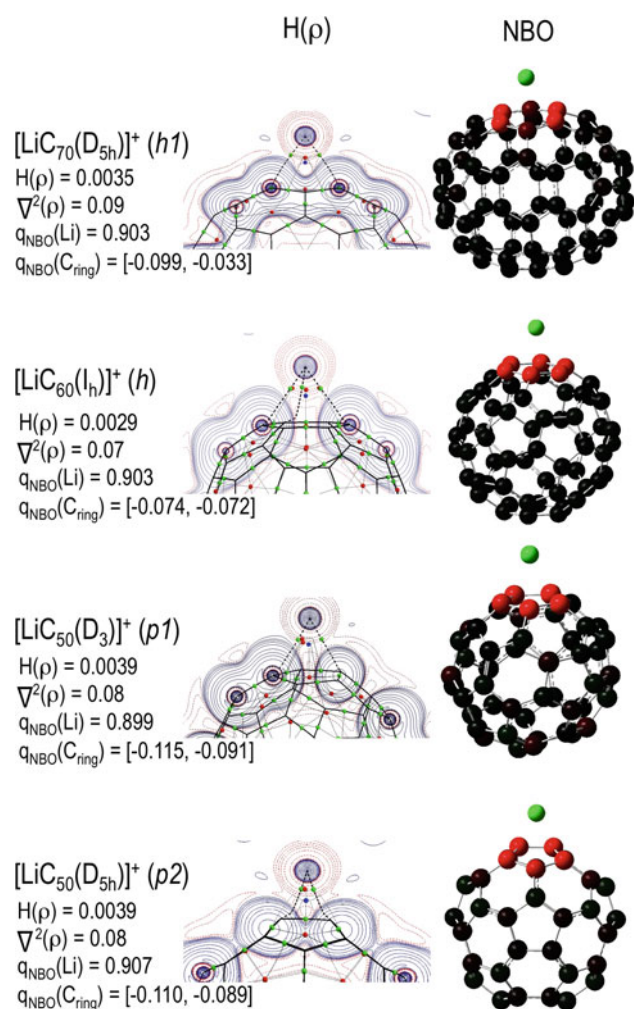 H(ρ) NBO
[LiC₇₀(D₅ₕ)]⁺ (h1)
H(ρ) = 0.0035
∇²(ρ) = 0.09
qNBO(Li) = 0.903
qNBO(Cring) = [-0.099, -0.033]
[LiC₆₀(Iₕ)]⁺ (h)
H(ρ) = 0.0029
∇²(ρ) = 0.07
qNBO(Li) = 0.903
qNBO(Cring) = [-0.074, -0.072]
[LiC₅₀(D₃)]⁺ (p1)
H(ρ) = 0.0039
∇²(ρ) = 0.08
qNBO(Li) = 0.899
qNBO(Cring) = [-0.115, -0.091]
[LiC₅₀(D₅ₕ)]⁺ (p2)
H(ρ) = 0.0039
∇²(ρ) = 0.08
qNBO(Li) = 0.907
qNBO(Cring) = [-0.110, -0.089]